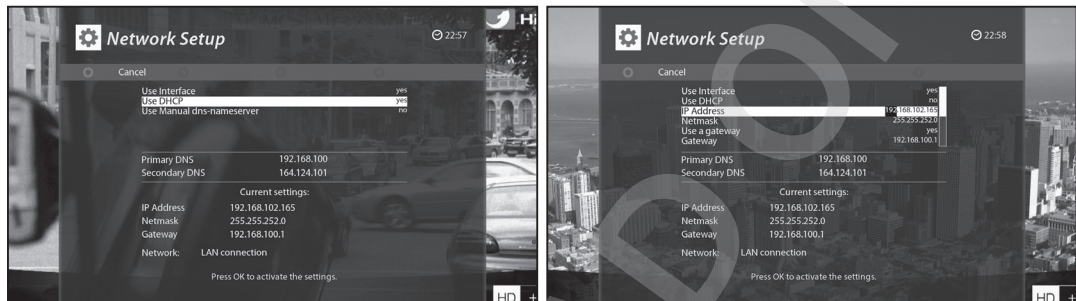 Hi
Network Setup
22:57
Cancel
Use Interface yes
Use DHCP yes
Use Manual dns-nameserver no
Primary DNS 192.168.100
Secondary DNS 164.124.101
Current settings:
IP Address 192.168.102.165
Netmask 255.255.252.0
Gateway 192.168.100.1
Network: LAN connection
Press OK to activate the settings.
HD +
Network Setup
22:58
Cancel
Use Interface yes
Use DHCP no
IP Address 192.168.102.165
Netmask 255.255.252.0
Use a gateway yes
Gateway 192.168.100.1
Primary DNS 192.168.100
Secondary DNS 164.124.101
Current settings:
IP Address 192.168.102.165
Netmask 255.255.252.0
Gateway 192.168.100.1
Network: LAN connection
Press OK to activate the settings.
HD +